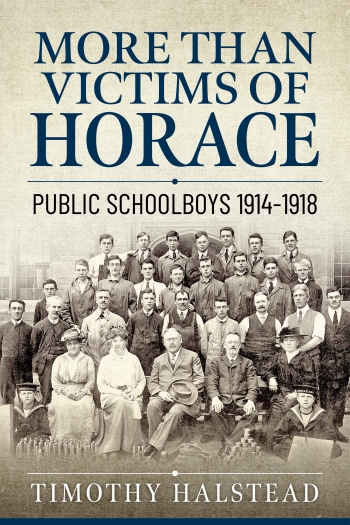 MORE THAN
VICTIMS OF
HORACE
PUBLIC SCHOOLBOYS 1914-1918
TIMOTHY HALSTEAD